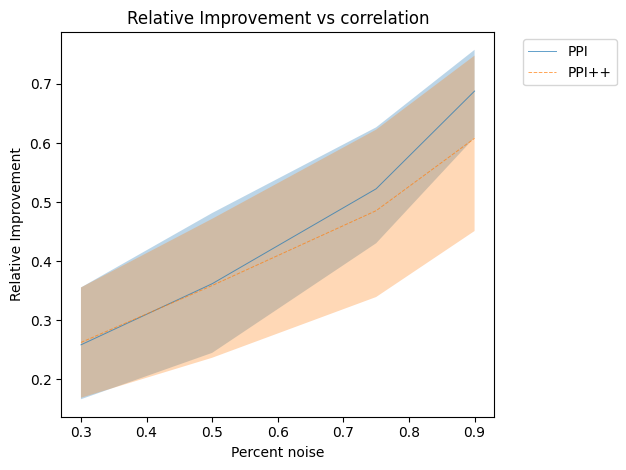 Relative Improvement vs correlation
PPI
PPI++
Relative Improvement
0.7
0.6
0.5
0.4
0.3
0.2
0.3 0.4 0.5 0.6 0.7 0.8 0.9
Percent noise